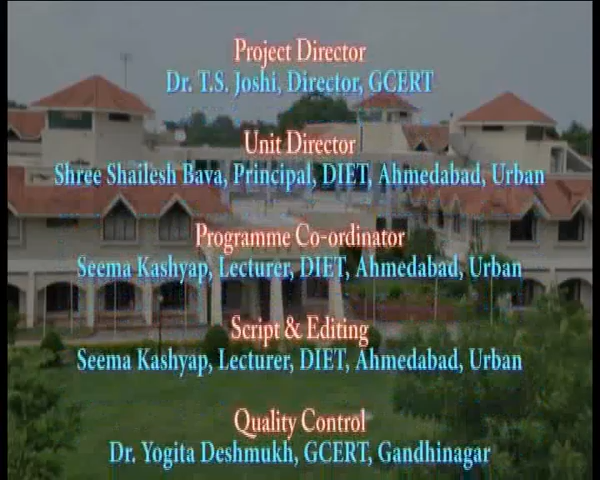 Project Director
Dr. T.S. Joshi, Director, GCERT
Unit Director
Shree Shailesh Bava, Principal, DIET, Ahmedabad, Urban
Programme Co-ordinator
Seema Kashyap, Lecturer, DIET, Ahmedabad, Urban
Script & Editing
Seema Kashyap, Lecturer, DIET, Ahmedabad, Urban
Quality Control
Dr. Yogita Deshmukh, GCERT, Gandhinagar